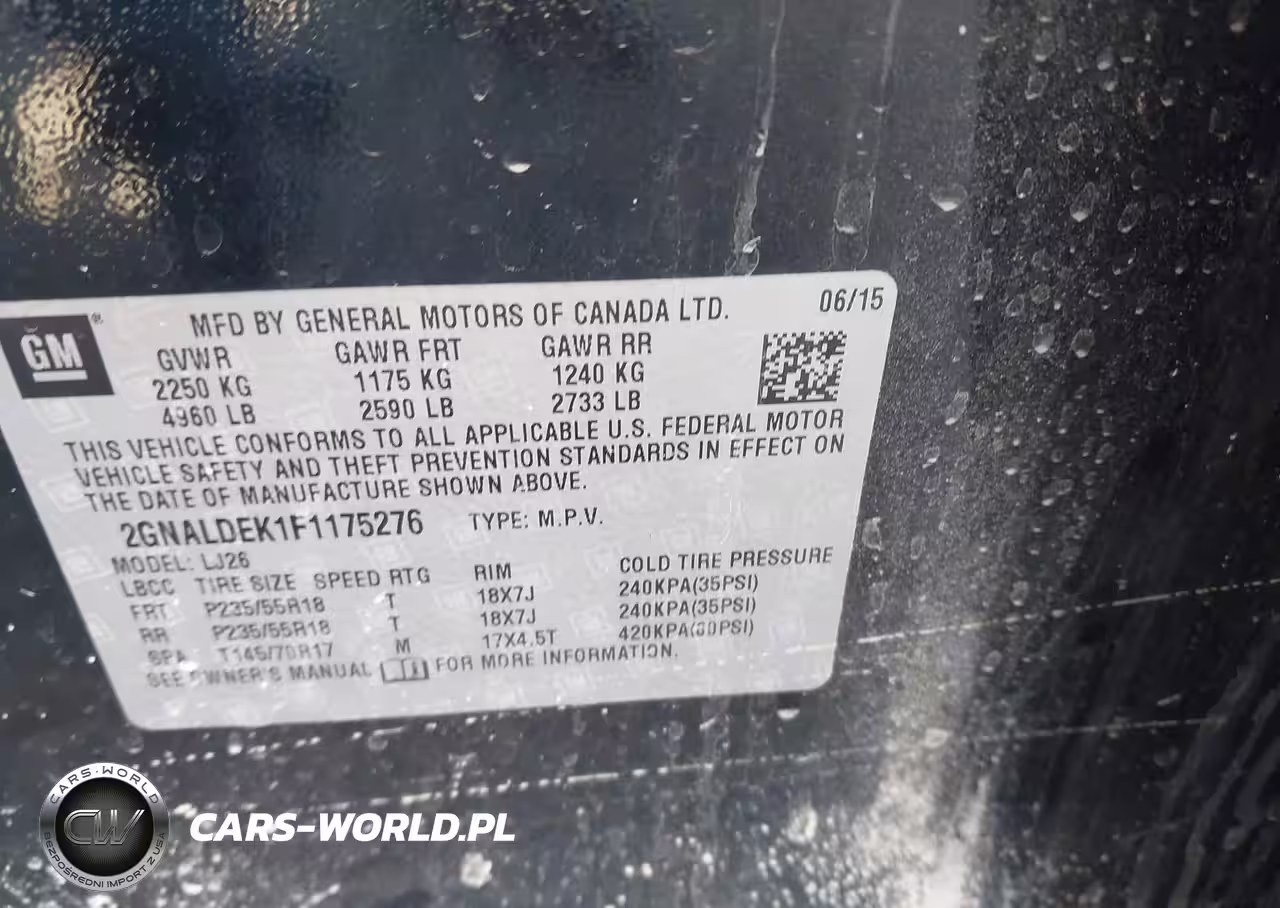 GM®
MFD BY GENERAL MOTORS OF CANADA LTD. 06/15
GVWR GAWR FRT GAWR RR
2250 KG 1175 KG 1240 KG
4960 LB 2590 LB 2733 LB
THIS VEHICLE CONFORMS TO ALL APPLICABLE U.S. FEDERAL MOTOR
VEHICLE SAFETY AND THEFT PREVENTION STANDARDS IN EFFECT ON
THE DATE OF MANUFACTURE SHOWN ABOVE.
2GNALDEK1F1175276 TYPE: M.P.V.
MODEL: LJ26
LBCC TIRE SIZE SPEED RTG RIM COLD TIRE PRESSURE
FRT P235/55R18 T 18X7J 240KPA(35PSI)
RR P235/55R18 T 18X7J 240KPA(35PSI)
SPA T145/70R17 M 17X4.5T 420KPA(60PSI)
SEE OWNER'S MANUAL FOR MORE INFORMATION.
CARS-WORLD
CW
BEZPOŚREDNI IMPORT Z USA
CARS-WORLD.PL